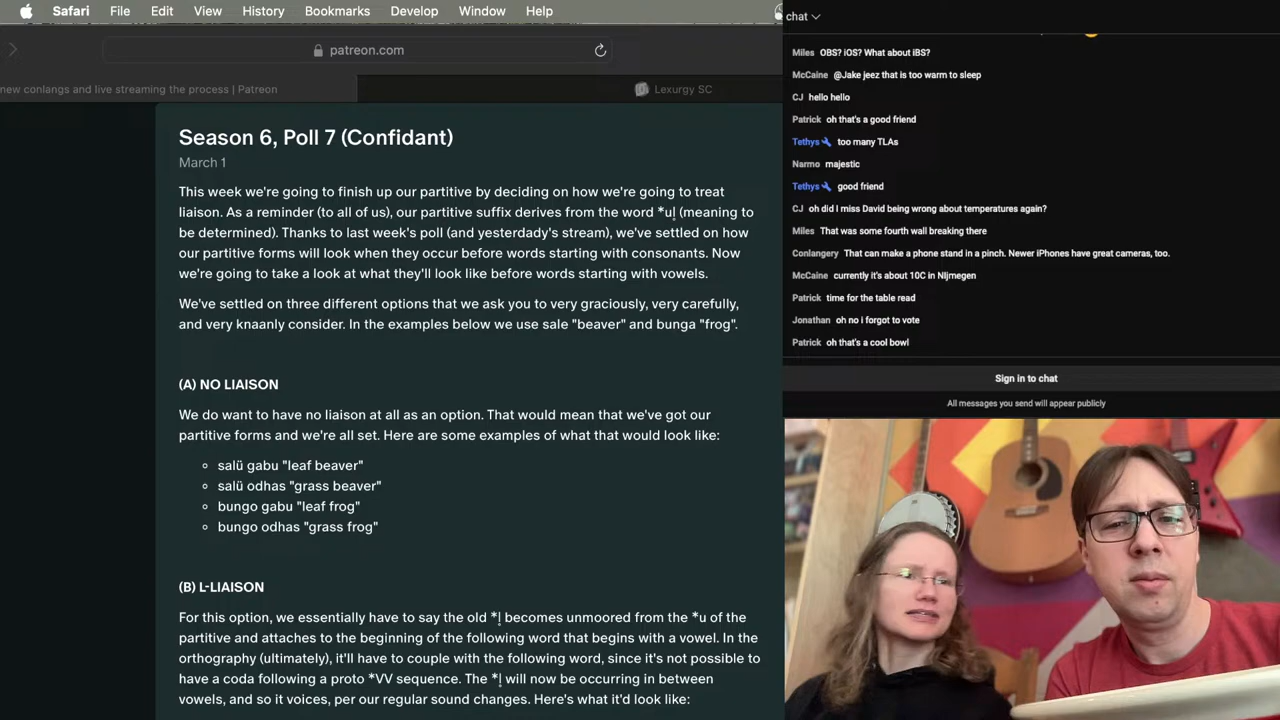 Safari File Edit View History Bookmarks Develop Window Help
patreon.com
new conlangs and live streaming the process | Patreon
Lexurgy SC
Season 6, Poll 7 (Confidant)
March 1
This week we're going to finish up our partitive by deciding on how we're going to treat
liaison. As a reminder (to all of us), our partitive suffix derives from the word *uḷ (meaning to
be determined). Thanks to last week's poll (and yesterdady's stream), we've settled on how
our partitive forms will look when they occur before words starting with consonants. Now
we're going to take a look at what they'll look like before words starting with vowels.
We've settled on three different options that we ask you to very graciously, very carefully,
and very knaanly consider. In the examples below we use sale "beaver" and bunga "frog".
(A) NO LIAISON
We do want to have no liaison at all as an option. That would mean that we've got our
partitive forms and we're all set. Here are some examples of what that would look like:
salü gabu "leaf beaver"
salü odhas "grass beaver"
bungo gabu "leaf frog"
bungo odhas "grass frog"
(B) L-LIAISON
For this option, we essentially have to say the old *ḷ becomes unmoored from the *u of the
partitive and attaches to the beginning of the following word that begins with a vowel. In the
orthography (ultimately), it'll have to couple with the following word, since it's not possible to
have a coda following a proto *VV sequence. The *ḷ will now be occurring in between
vowels, and so it voices, per our regular sound changes. Here's what it'd look like:
chat
Miles OBS? iOS? What about iBS?
McCaine @Jake jeez that is too warm to sleep
CJ hello hello
Patrick oh that's a good friend
Tethys too many TLAs
Narmo majestic
Tethys good friend
CJ oh did I miss David being wrong about temperatures again?
Miles That was some fourth wall breaking there
Conlangery That can make a phone stand in a pinch. Newer iPhones have great cameras, too.
McCaine currently it's about 10C in NIjmegen
Patrick time for the table read
Jonathan oh no i forgot to vote
Patrick oh that's a cool bowl
Sign in to chat
All messages you send will appear publicly